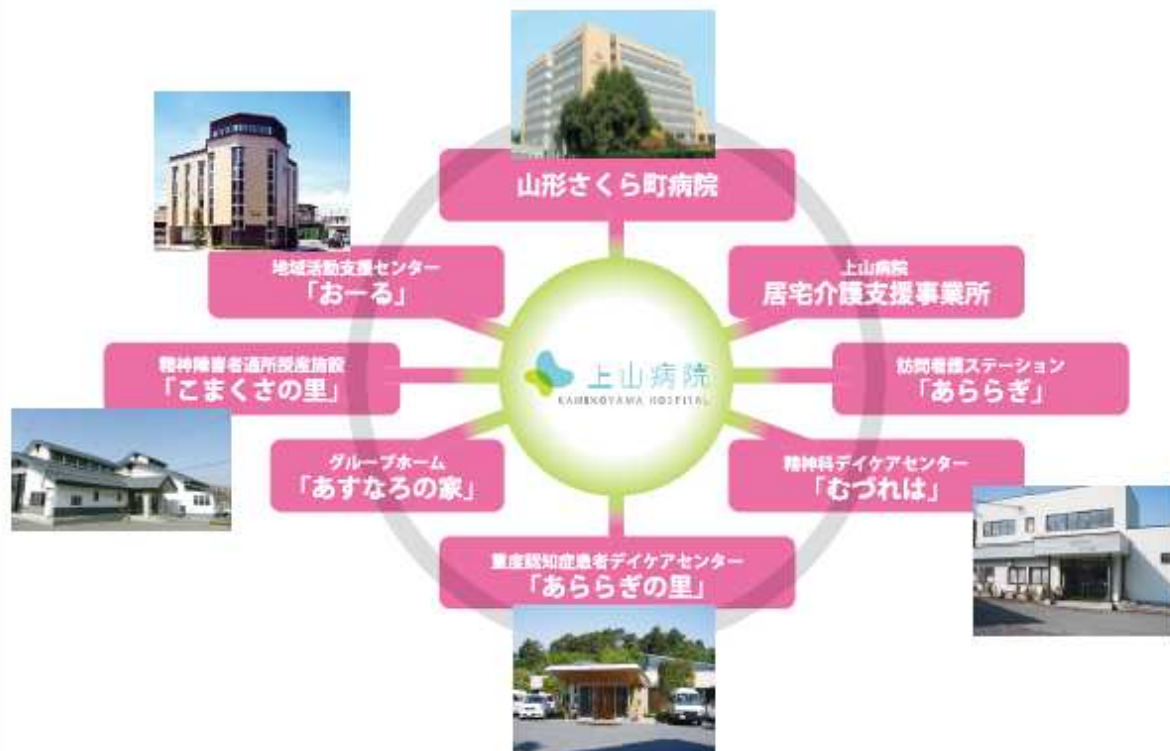 山形さくら町病院
地域活動支援センター
「おーる」
上山病院
居宅介護支援事業所
精神障害者通所授産施設
「こまくさの里」
上山病院
KAMINOYAMA HOSPITAL
訪問看護ステーション
「あららぎ」
グループホーム
「あすなろの家」
精神科デイケアセンター
「むづれは」
重度認知症患者デイケアセンター
「あららぎの里」